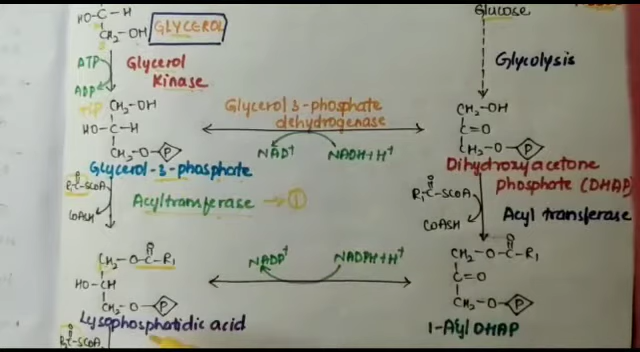 HO-C-H
CH₂-OH GLYCEROL
ATP
ADP
Glycerol
Kinase
CH₂-OH
HO-C-H
CH₂-O-P
Glycerol-3-phosphate
Glycerol 3-phosphate
dehydrogenase
NAD⁺ NADH+H⁺
Glucose
Glycolysis
CH₂-OH
C=O
CH₂-O-P
Dihydroxyacetone
phosphate (DHAP)
O
R₁-C-SCOA
COASH
Acyltransferase → 1
O
R₁-C-SCOA
COASH
Acyl transferase
O
CH₂-O-C-R₁
HO-CH
CH₂-O-P
Lysophosphatidic acid
NADP⁺ NADPH+H⁺
O
CH₂-O-C-R₁
C=O
CH₂-O-P
1-Acyl DHAP
O
R₂-C-SCOA